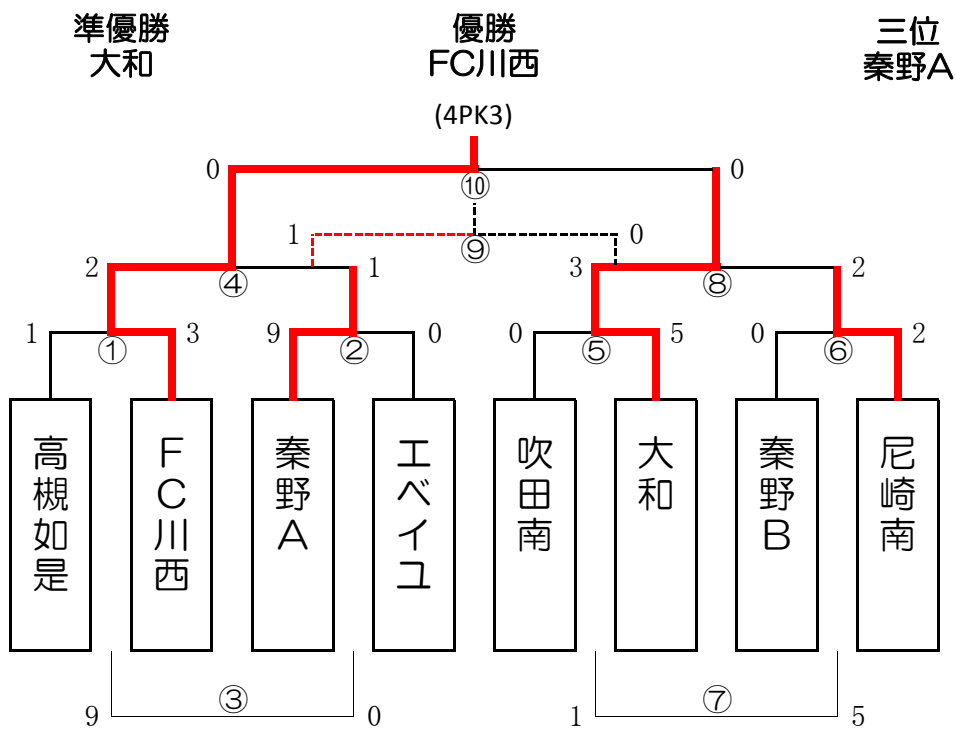 準優勝
大和
優勝
FC川西
三位
秦野A
(4PK3)
0
0
⑩
1
0
⑨
2
1
3
2
④
⑧
1
3
9
0
0
5
0
2
①
②
⑤
⑥
高槻如是
FC川西
秦野A
エベイユ
吹田南
大和
秦野B
尼崎南
③
⑦
9
0
1
5